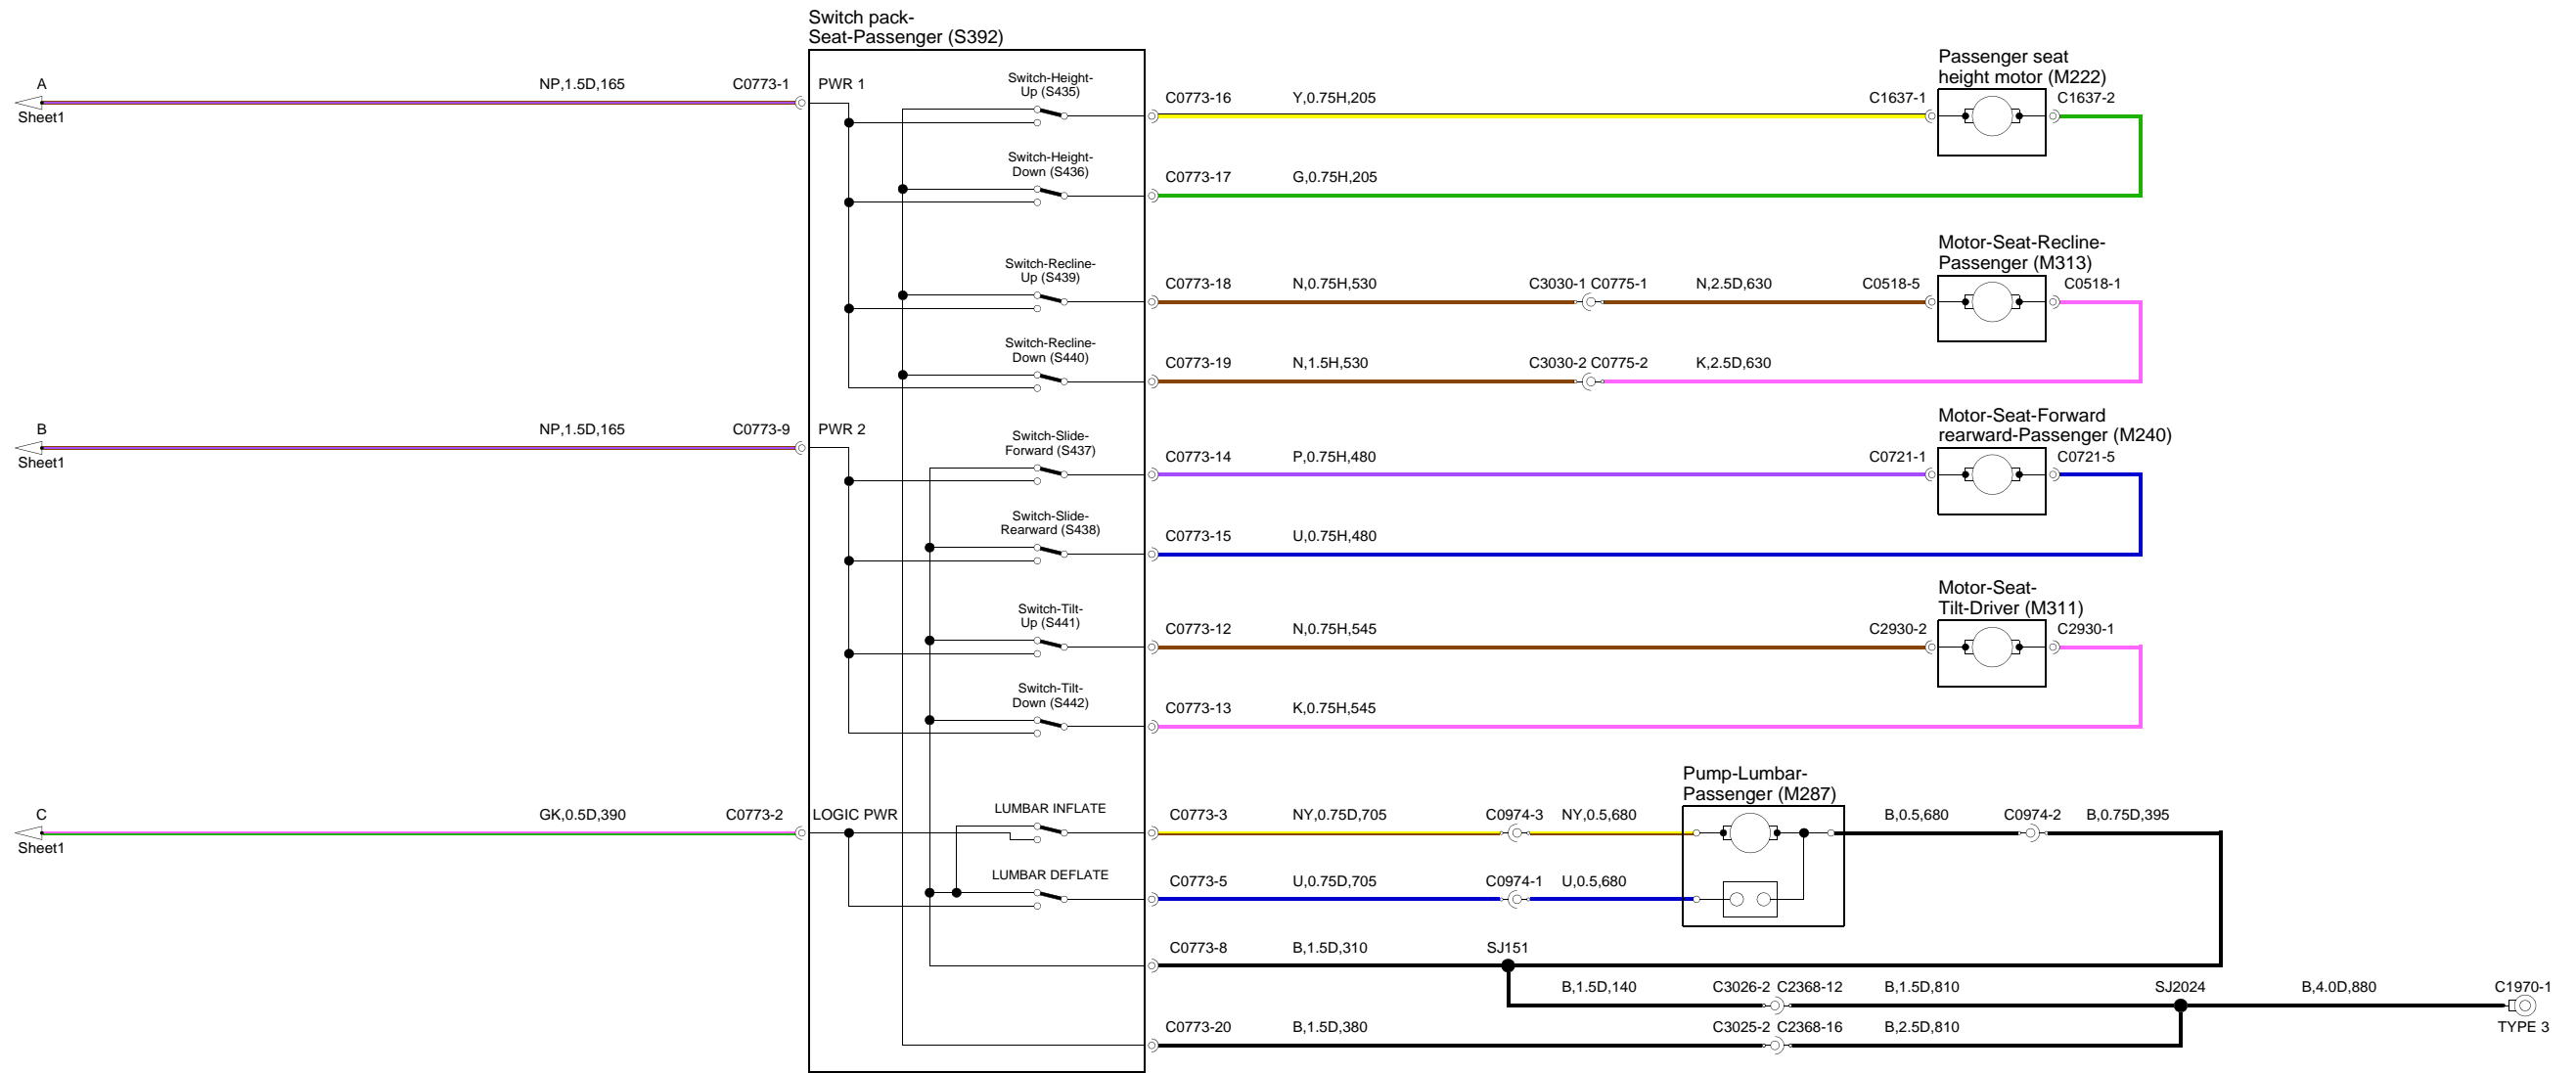 Switch pack-
Seat-Passenger (S392)
A
NP,1.5D,165
C0773-1
PWR 1
Sheet1
Switch-Height-
Up (S435)
C0773-16
Y,0.75H,205
C1637-1
Passenger seat
height motor (M222)
C1637-2
Switch-Height-
Down (S436)
C0773-17
G,0.75H,205
Switch-Recline-
Up (S439)
C0773-18
N,0.75H,530
C3030-1 C0775-1
N,2.5D,630
C0518-5
Motor-Seat-Recline-
Passenger (M313)
C0518-1
Switch-Recline-
Down (S440)
C0773-19
N,1.5H,530
C3030-2 C0775-2
K,2.5D,630
B
NP,1.5D,165
C0773-9
PWR 2
Sheet1
Switch-Slide-
Forward (S437)
C0773-14
P,0.75H,480
C0721-1
Motor-Seat-Forward
rearward-Passenger (M240)
C0721-5
Switch-Slide-
Rearward (S438)
C0773-15
U,0.75H,480
Switch-Tilt-
Up (S441)
C0773-12
N,0.75H,545
C2930-2
Motor-Seat-
Tilt-Driver (M311)
C2930-1
Switch-Tilt-
Down (S442)
C0773-13
K,0.75H,545
C
GK,0.5D,390
C0773-2
LOGIC PWR
Sheet1
LUMBAR INFLATE
C0773-3
NY,0.75D,705
C0974-3
NY,0.5,680
Pump-Lumbar-
Passenger (M287)
B,0.5,680
C0974-2
B,0.75D,395
LUMBAR DEFLATE
C0773-5
U,0.75D,705
C0974-1
U,0.5,680
C0773-8
B,1.5D,310
SJ151
B,1.5D,140
C3026-2 C2368-12
B,1.5D,810
SJ2024
B,4.0D,880
C1970-1
TYPE 3
C0773-20
B,1.5D,380
C3025-2 C2368-16
B,2.5D,810